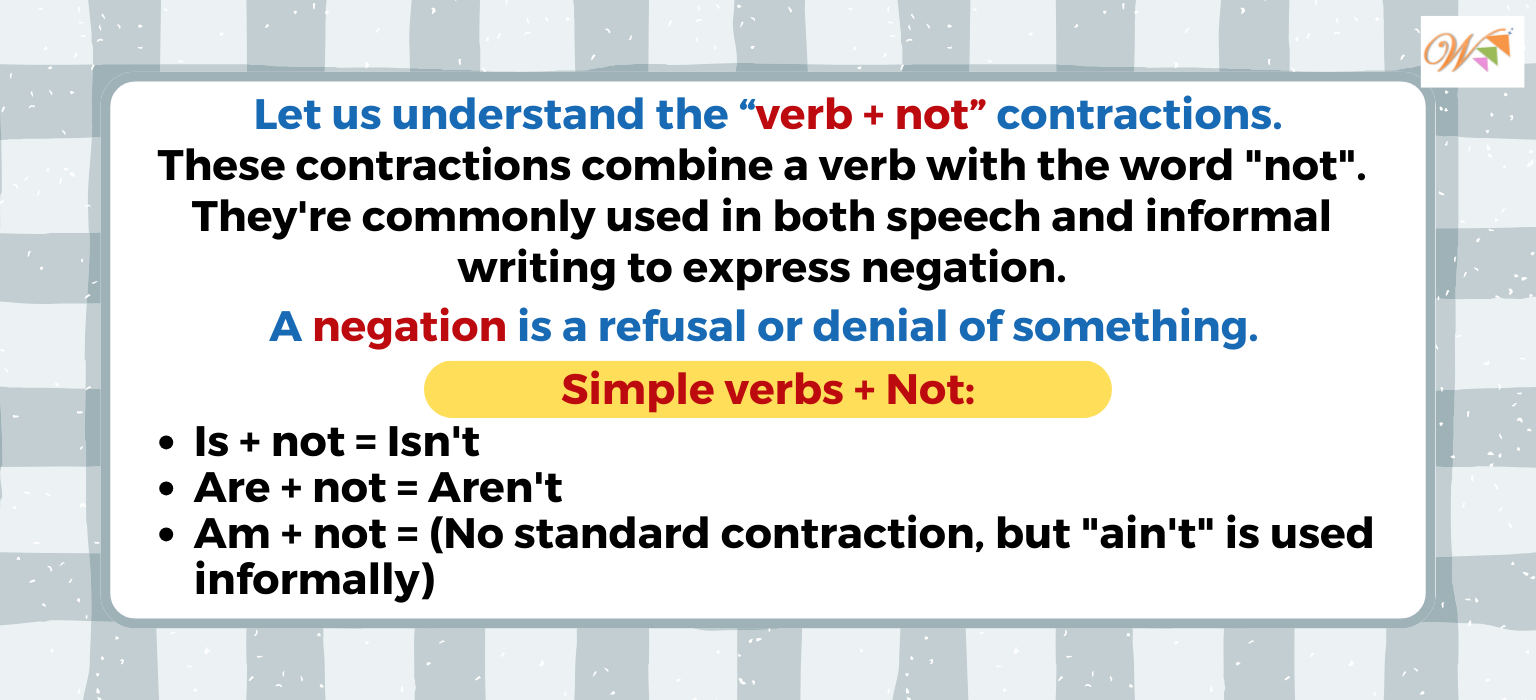 W
Let us understand the “verb + not” contractions.
These contractions combine a verb with the word "not".
They're commonly used in both speech and informal
writing to express negation.
A negation is a refusal or denial of something.
Simple verbs + Not:
• Is + not = Isn't
• Are + not = Aren't
• Am + not = (No standard contraction, but "ain't" is used
informally)